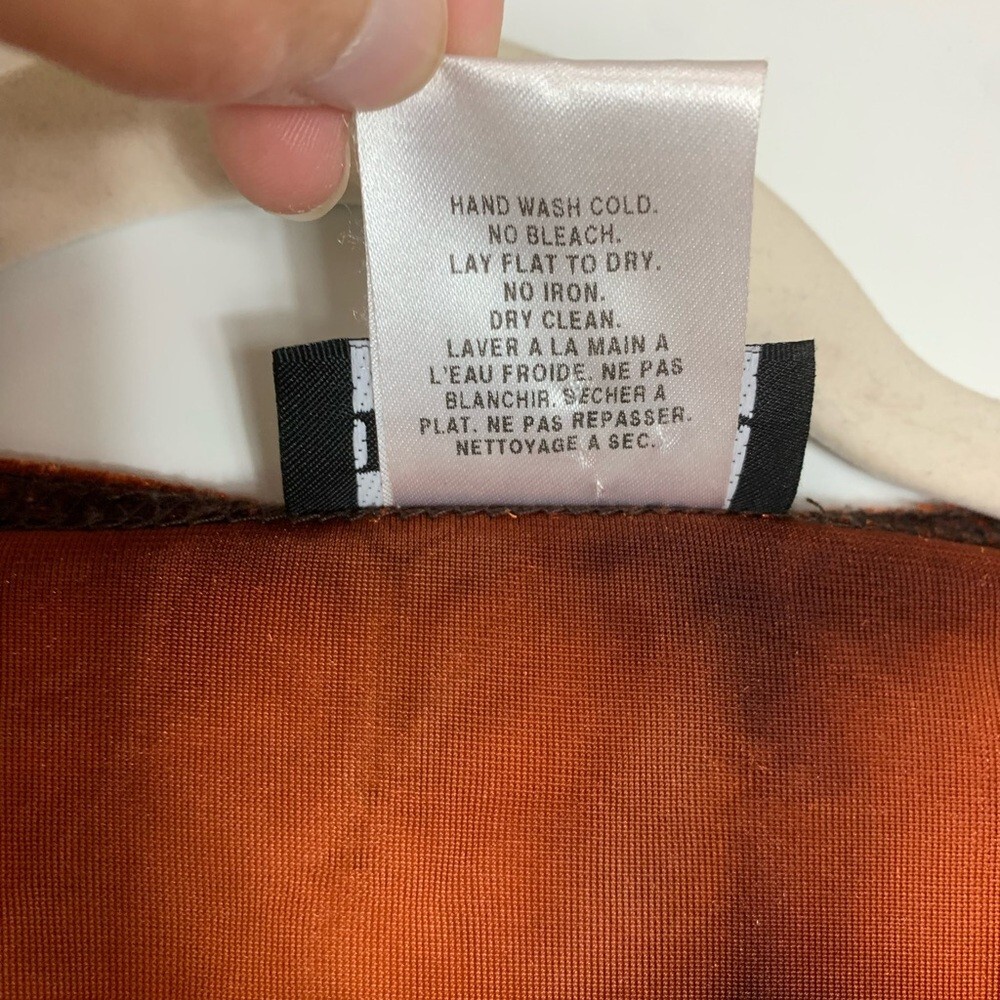 HAND WASH COLD.
NO BLEACH.
LAY FLAT TO DRY.
NO IRON.
DRY CLEAN.
LAVER A LA MAIN A
L'EAU FROIDE. NE PAS
BLANCHIR. SECHER A
PLAT. NE PAS REPASSER.
NETTOYAGE A SEC.